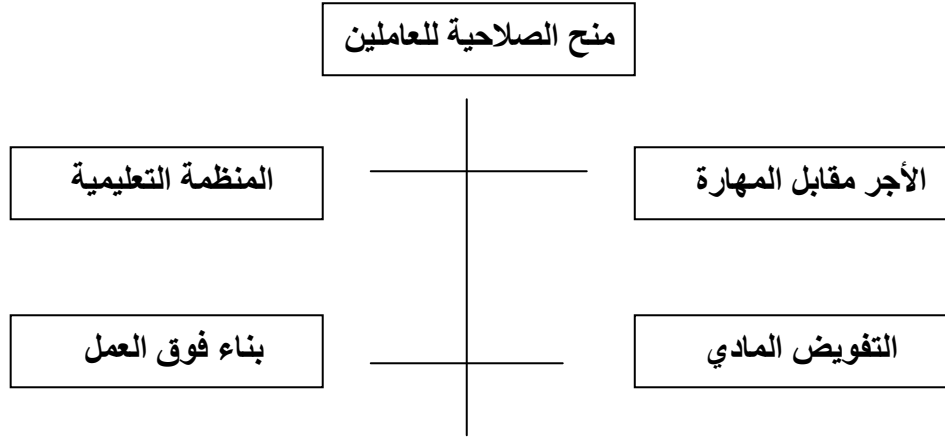 منح الصلاحية للعاملين
الأجر مقابل المهارة
المنظمة التعليمية
التفويض المادي
بناء فوق العمل